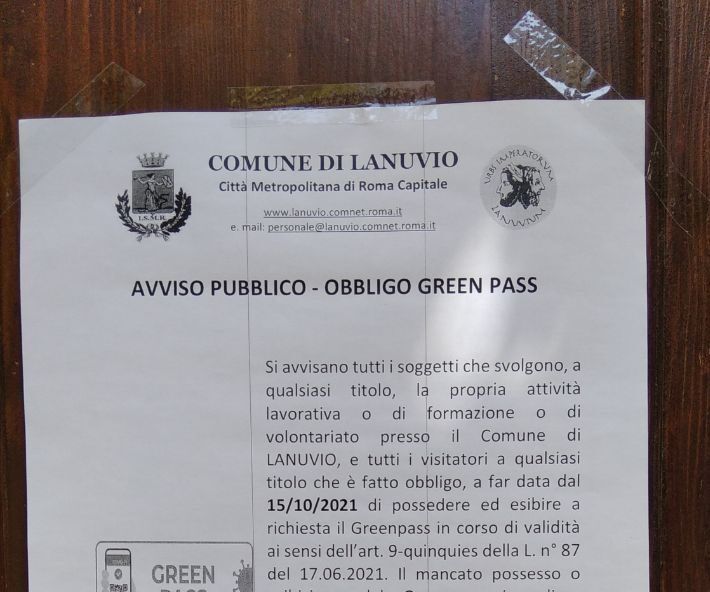 COMUNE DI LANUVIO
Città Metropolitana di Roma Capitale
www.lanuvio.comnet.roma.it
e. mail: personale@lanuvio.comnet.roma.it
I.S.M.R.
URBS IMPERATORUM
LANUVIUM
AVVISO PUBBLICO - OBBLIGO GREEN PASS
Si avvisano tutti i soggetti che svolgono, a
qualsiasi titolo, la propria attività
lavorativa o di formazione o di
volontariato presso il Comune di
LANUVIO, e tutti i visitatori a qualsiasi
titolo che è fatto obbligo, a far data dal
15/10/2021 di possedere ed esibire a
richiesta il Greenpass in corso di validità
ai sensi dell'art. 9-quinquies della L. n° 87
del 17.06.2021. Il mancato possesso o
GREEN
PASS